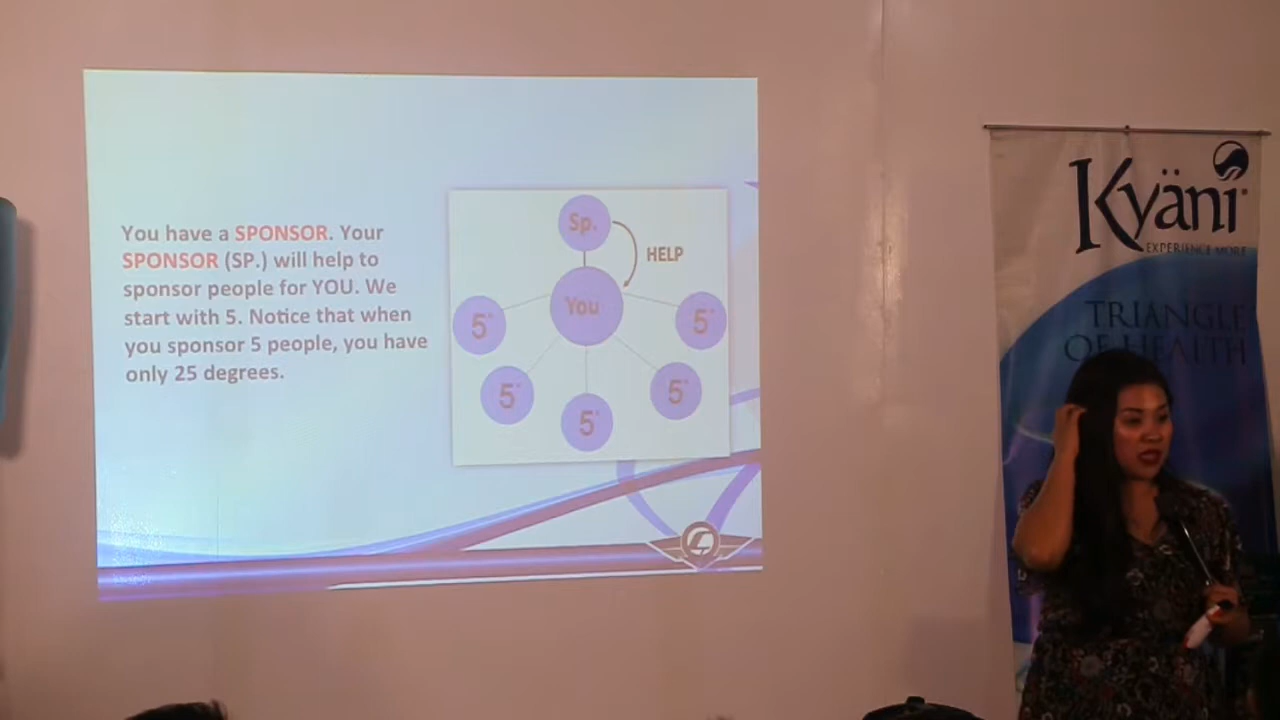 You have a SPONSOR. Your
SPONSOR (SP.) will help to
sponsor people for YOU. We
start with 5. Notice that when
you sponsor 5 people, you have
only 25 degrees.
Sp.
HELP
You
5°
5°
5°
5°
5°
Kyäni
EXPERIENCE MORE
TRIANGLE
OF HEALTH